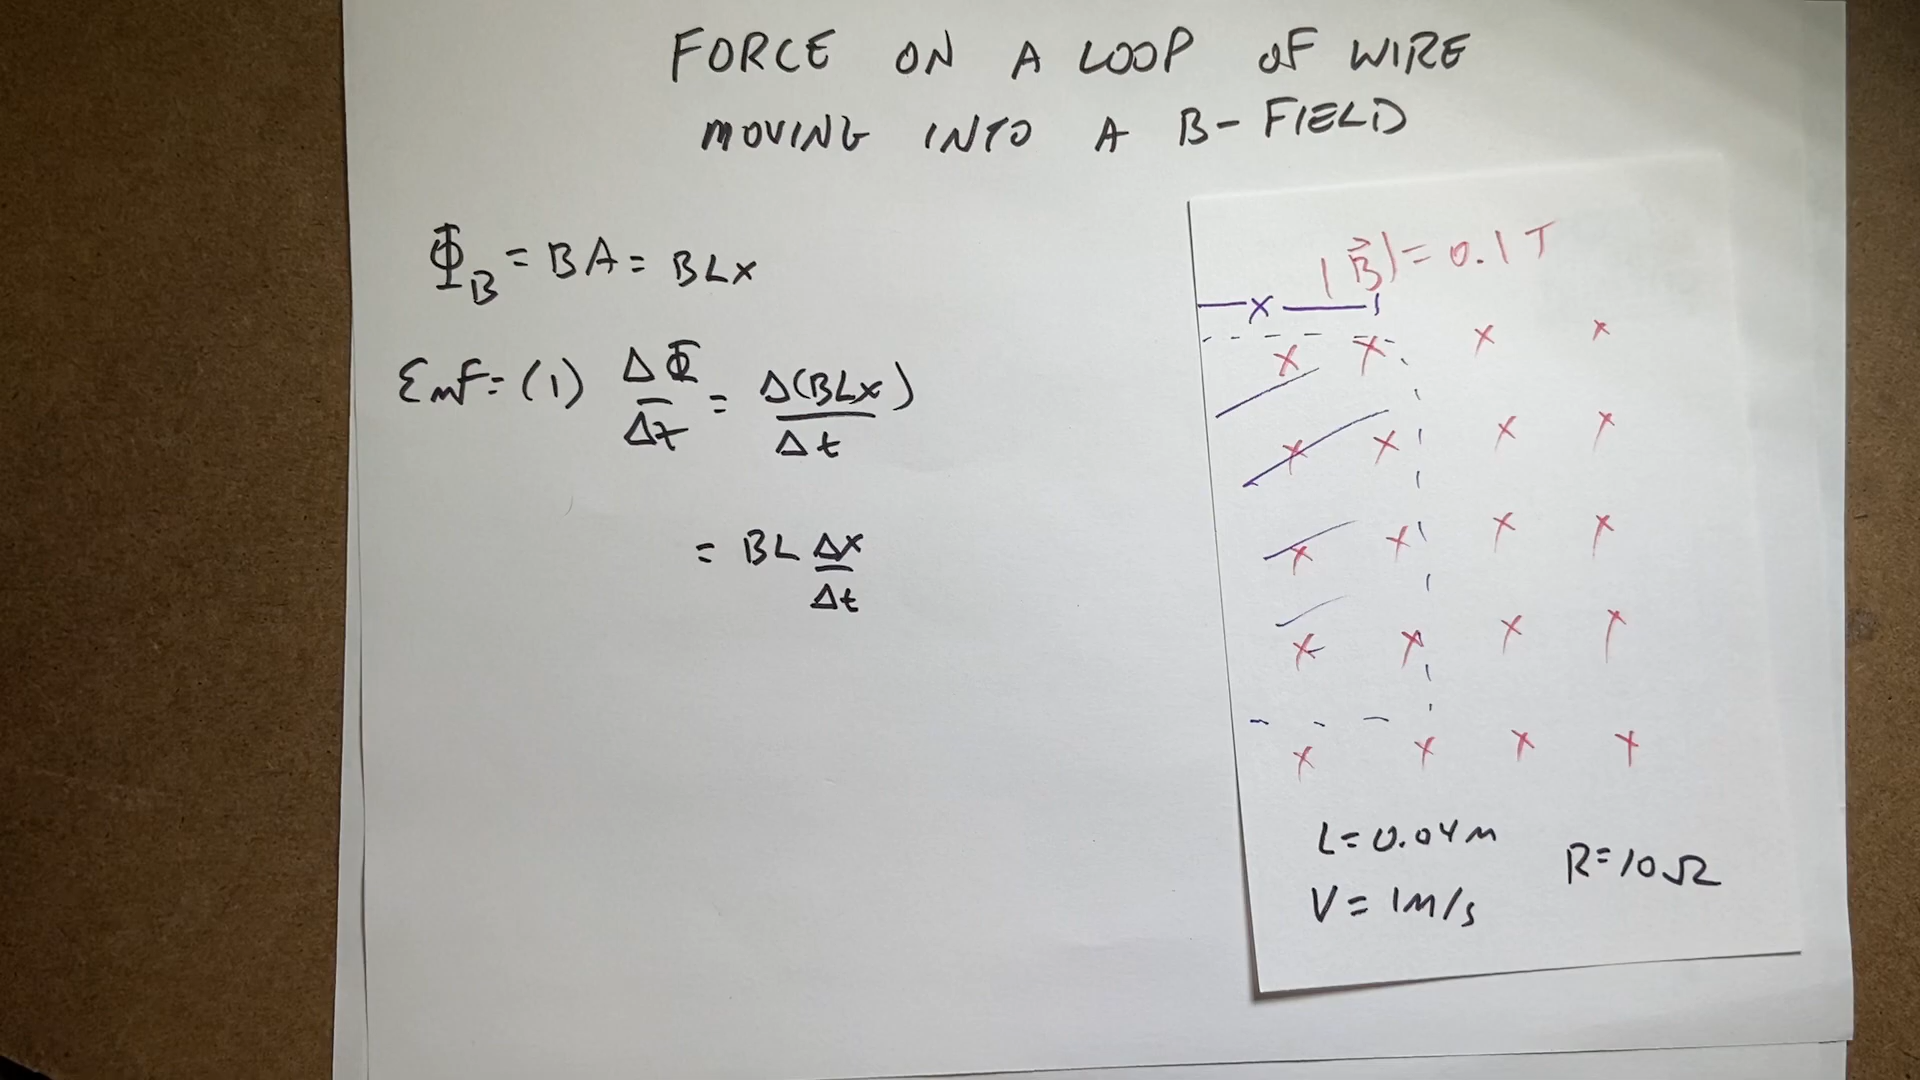 FORCE ON A LOOP OF WIRE
MOVING INTO A B-FIELD
Φ_B = BA = BLx
Emf = (1) ΔΦ/Δt = Δ(BLx)/Δt
= BL Δx/Δt
|B⃗| = 0.1 T
x
x x x x
x x x x
x x x x
x x x x
x x x x
L = 0.04 m
R = 10 Ω
V = 1 M/s